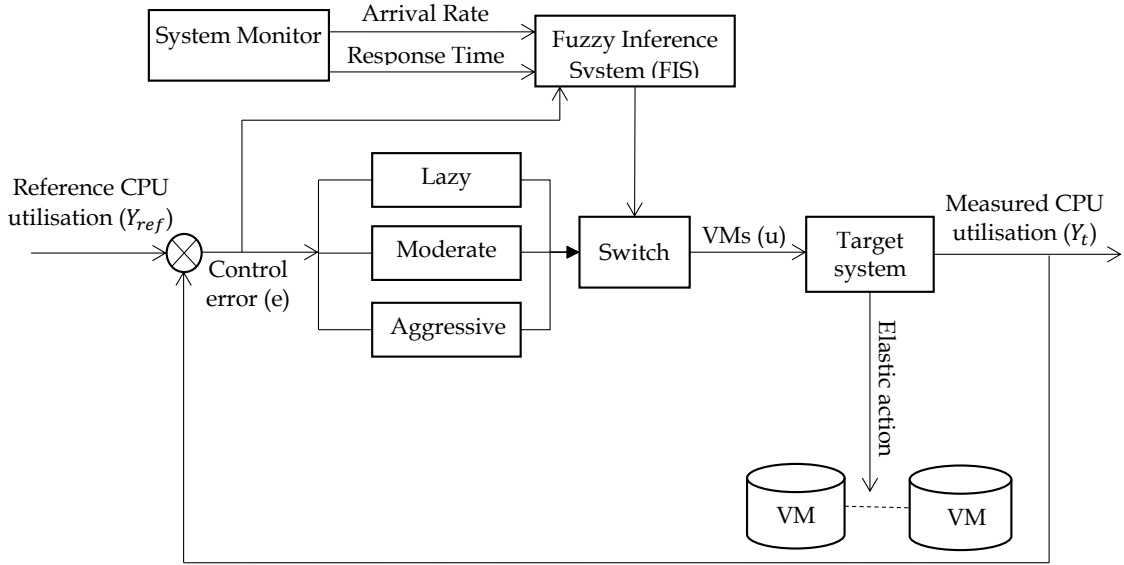 Arrival Rate
System Monitor
Response Time
Fuzzy Inference
System (FIS)
Lazy
Reference CPU
utilisation (Y_ref)
Moderate
Control
error (e)
Aggressive
Switch
VMs (u)
Target
system
Measured CPU
utilisation (Y_t)
Elastic action
VM
VM